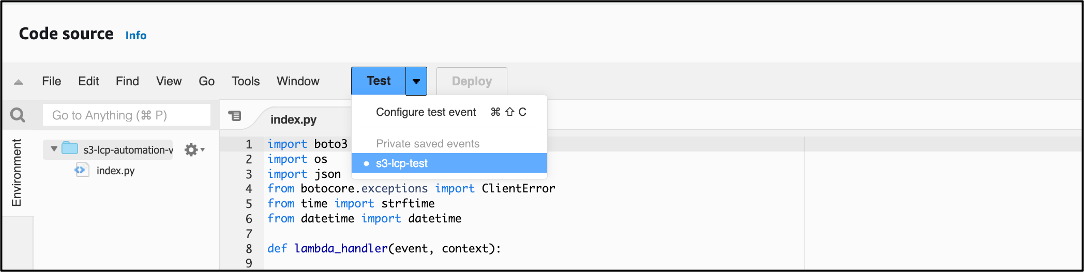 Code source Info
File Edit Find View Go Tools Window Test Deploy
Go to Anything (⌘ P)
Configure test event ⌘ ⇧ C
Private saved events
s3-lcp-test
Environment
s3-lcp-automation-v
index.py
index.py
1 import boto3
2 import os
3 import json
4 from botocore.exceptions import ClientError
5 from time import strftime
6 from datetime import datetime
7
8 def lambda_handler(event, context):
9